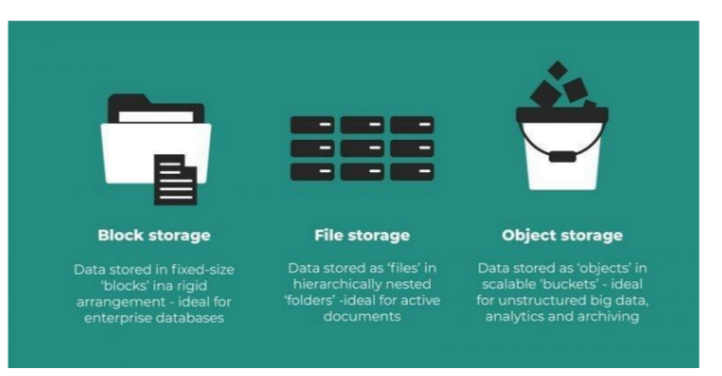 Block storage
Data stored in fixed-size
'blocks' ina rigid
arrangement - ideal for
enterprise databases
File storage
Data stored as 'files' in
hierarchically nested
'folders' -ideal for active
documents
Object storage
Data stored as 'objects' in
scalable 'buckets' - ideal
for unstructured big data,
analytics and archiving